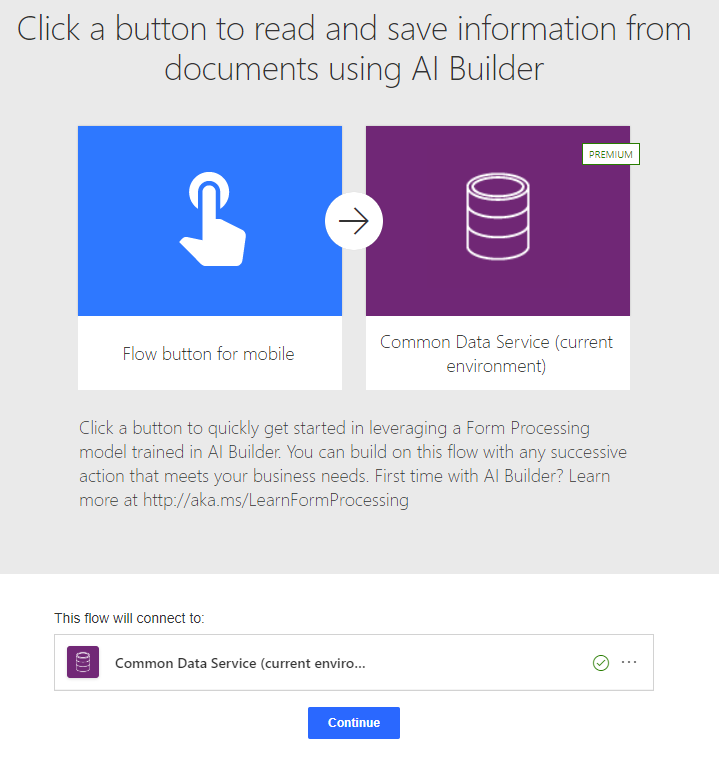 Click a button to read and save information from
documents using AI Builder
PREMIUM
Flow button for mobile
Common Data Service (current
environment)
Click a button to quickly get started in leveraging a Form Processing
model trained in AI Builder. You can build on this flow with any successive
action that meets your business needs. First time with AI Builder? Learn
more at http://aka.ms/LearnFormProcessing
This flow will connect to:
Common Data Service (current enviro...
Continue